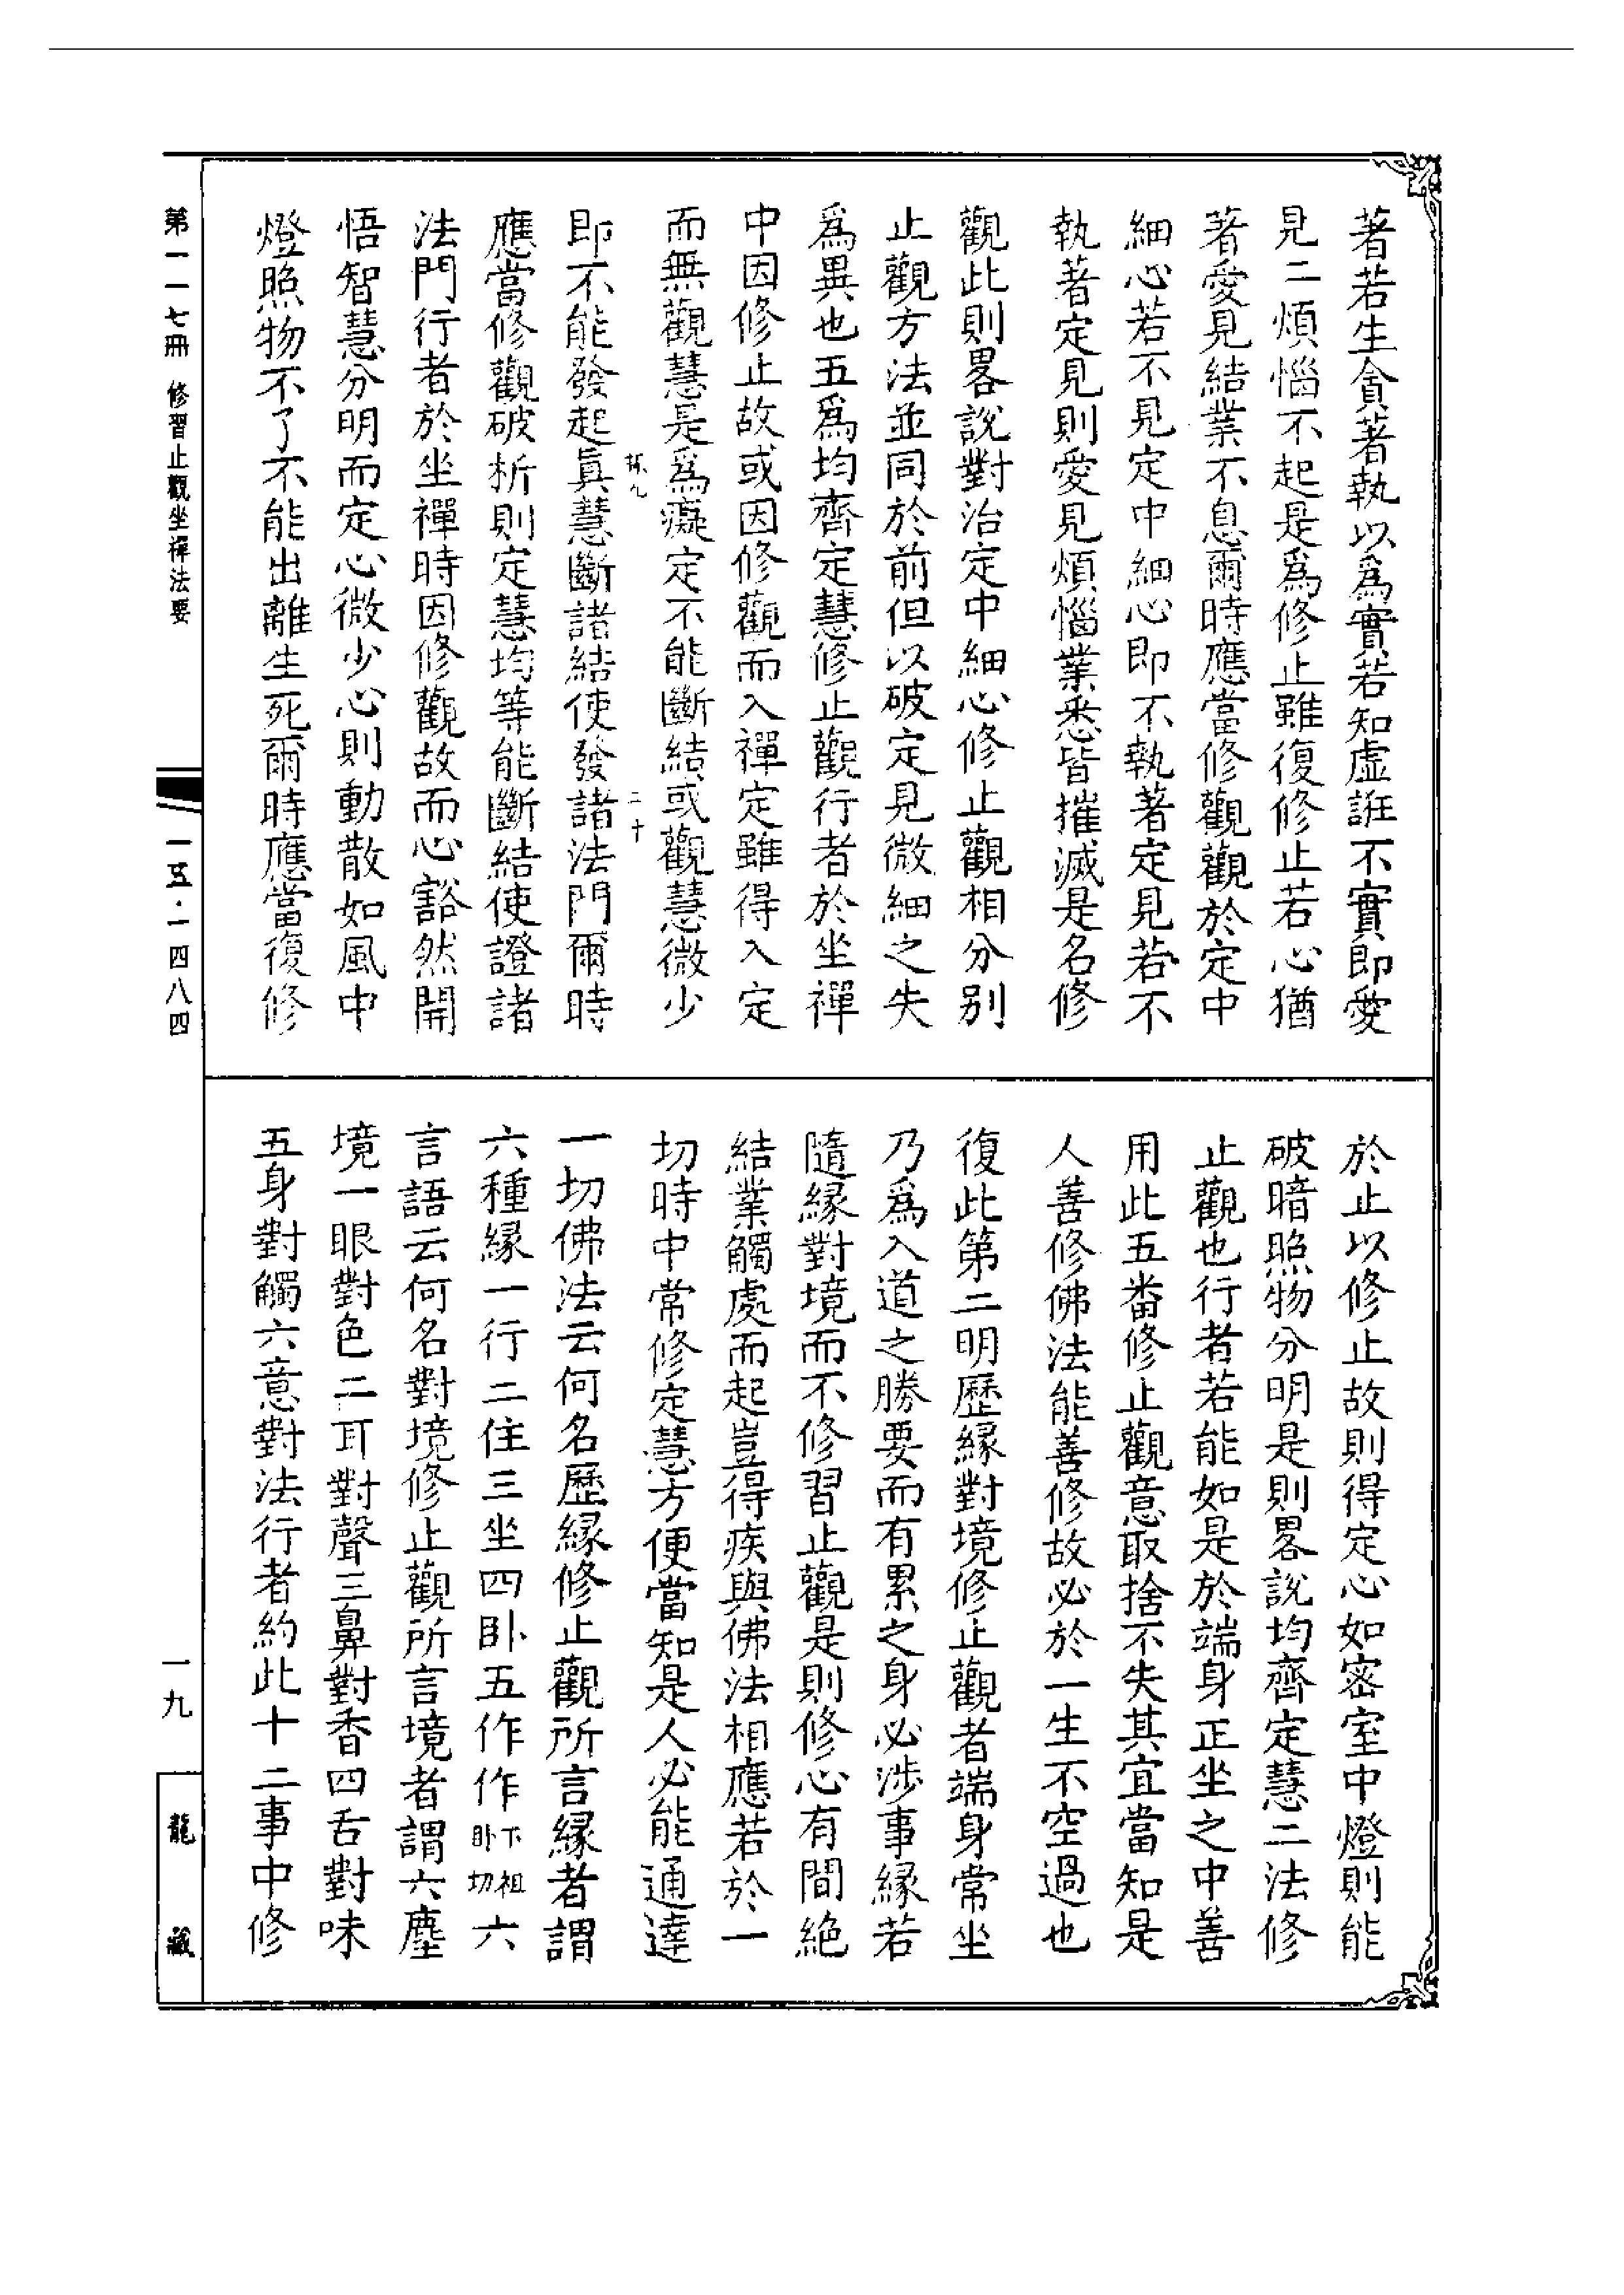 著若生貪著執以爲實若知虛誑不實即愛
見二煩惱不起是爲修止雖復修止若心猶
著愛見結業不息爾時應當修觀觀於定中
細心若不見定中細心即不執著定見若不
執著定見則愛見煩惱業悉皆摧滅是名修
觀此則畧說對治定中細心修止觀相分別
止觀方法並同於前但以破定見微細之失
爲異也五爲均齊定慧修止觀行者於坐禪
中因修止故或因修觀而入禪定雖得入定
而無觀慧是爲癡定不能斷結或觀慧微少
二十
即不能發起眞慧斷諸結使發諸法門爾時
應當修觀破析則定慧均等能斷結使證諸
法門行者於坐禪時因修觀故而心豁然開
悟智慧分明而定心微少心則動散如風中
燈照物不了不能出離生死爾時應當復修
於止以修止故則得定心如密室中燈則能
破暗照物分明是則畧說均齊定慧二法修
止觀也行者若能如是於端身正坐之中善
用此五番修止觀意取捨不失其宜當知是
人善修佛法能善修故必於一生不空過也
復此第二明歷緣對境修止觀者端身常坐
乃爲入道之勝要而有累之身必涉事緣若
隨緣對境而不修習止觀是則修心有間絕
結業觸處而起豈得疾與佛法相應若於一
切時中常修定慧方便當知是人必能通達
一切佛法云何名歷緣修止觀所言緣者謂
六種緣一行二住三坐四臥五作作下祖臥切六
言語云何名對境修止觀所言境者謂六塵
境一眼對色二耳對聲三鼻對香四舌對味
五身對觸六意對法行者約此十二事中修
第一一七冊 修習止觀坐禪法要
一五·一四八四
一九
龍藏